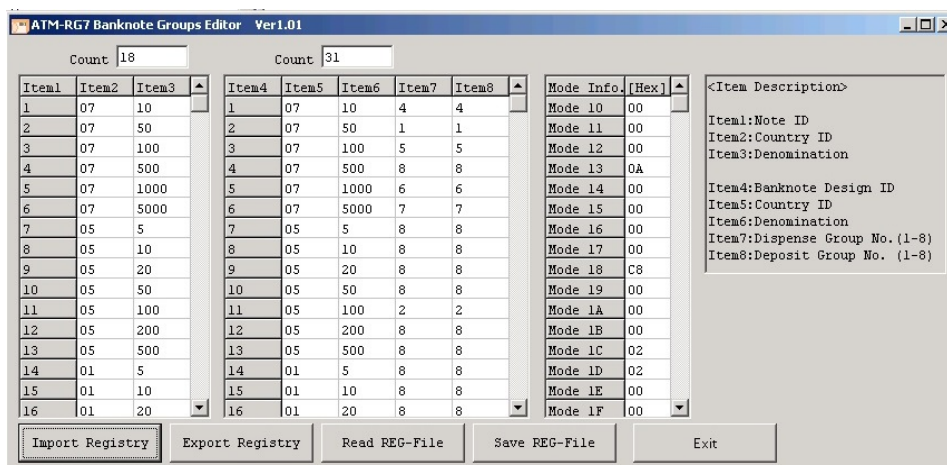 ATM-RG7 Banknote Groups Editor Ver1.01
Count 18
Count 31
Item1 Item2 Item3
1 07 10
2 07 50
3 07 100
4 07 500
5 07 1000
6 07 5000
7 05 5
8 05 10
9 05 20
10 05 50
11 05 100
12 05 200
13 05 500
14 01 5
15 01 10
16 01 20
Item4 Item5 Item6 Item7 Item8
1 07 10 4 4
2 07 50 1 1
3 07 100 5 5
4 07 500 8 8
5 07 1000 6 6
6 07 5000 7 7
7 05 5 8 8
8 05 10 8 8
9 05 20 8 8
10 05 50 8 8
11 05 100 2 2
12 05 200 8 8
13 05 500 8 8
14 01 5 8 8
15 01 10 8 8
16 01 20 8 8
Mode Info. [Hex]
Mode 10 00
Mode 11 00
Mode 12 00
Mode 13 0A
Mode 14 00
Mode 15 00
Mode 16 00
Mode 17 00
Mode 18 C8
Mode 19 00
Mode 1A 00
Mode 1B 00
Mode 1C 02
Mode 1D 02
Mode 1E 00
Mode 1F 00
<Item Description>
Item1:Note ID
Item2:Country ID
Item3:Denomination
Item4:Banknote Design ID
Item5:Country ID
Item6:Denomination
Item7:Dispense Group No.(1-8)
Item8:Deposit Group No. (1-8)
Import Registry
Export Registry
Read REG-File
Save REG-File
Exit